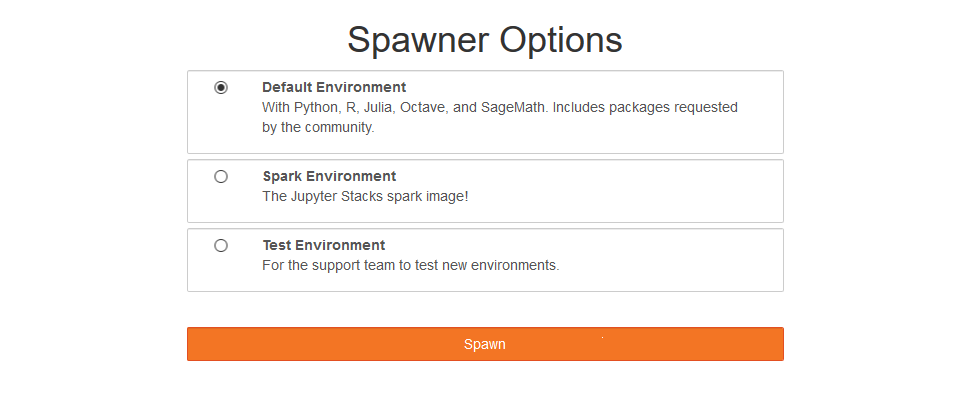 Spawner Options
Default Environment
With Python, R, Julia, Octave, and SageMath. Includes packages requested
by the community.
Spark Environment
The Jupyter Stacks spark image!
Test Environment
For the support team to test new environments.
Spawn